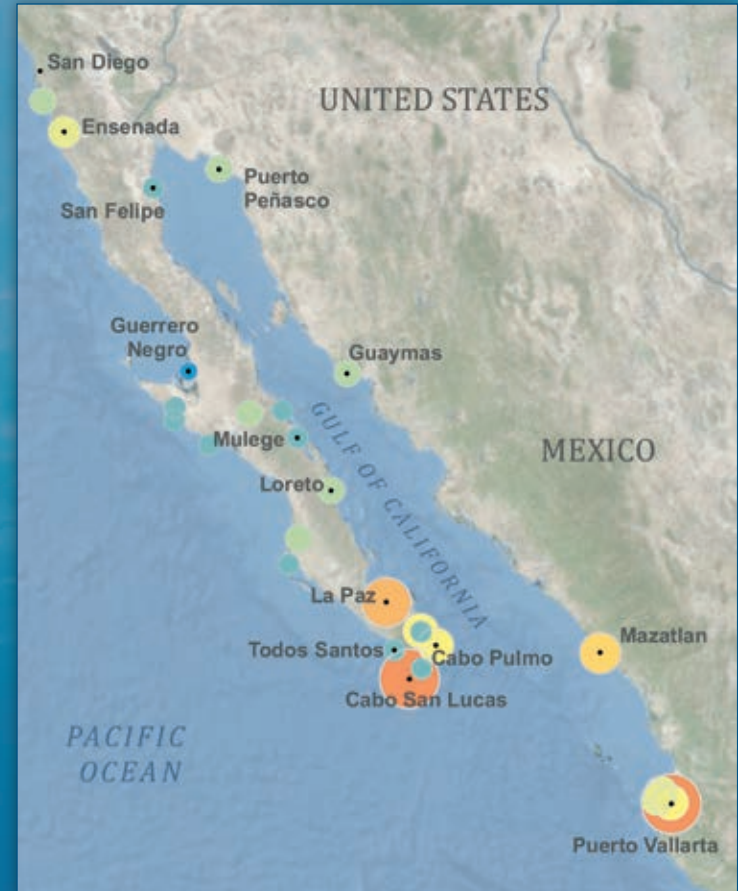 San Diego
UNITED STATES
Ensenada
Puerto
Peñasco
San Felipe
Guerrero
Negro
Guaymas
GULF OF CALIFORNIA
Mulege
MEXICO
Loreto
La Paz
Todos Santos
Cabo Pulmo
Mazatlan
Cabo San Lucas
PACIFIC
OCEAN
Puerto Vallarta